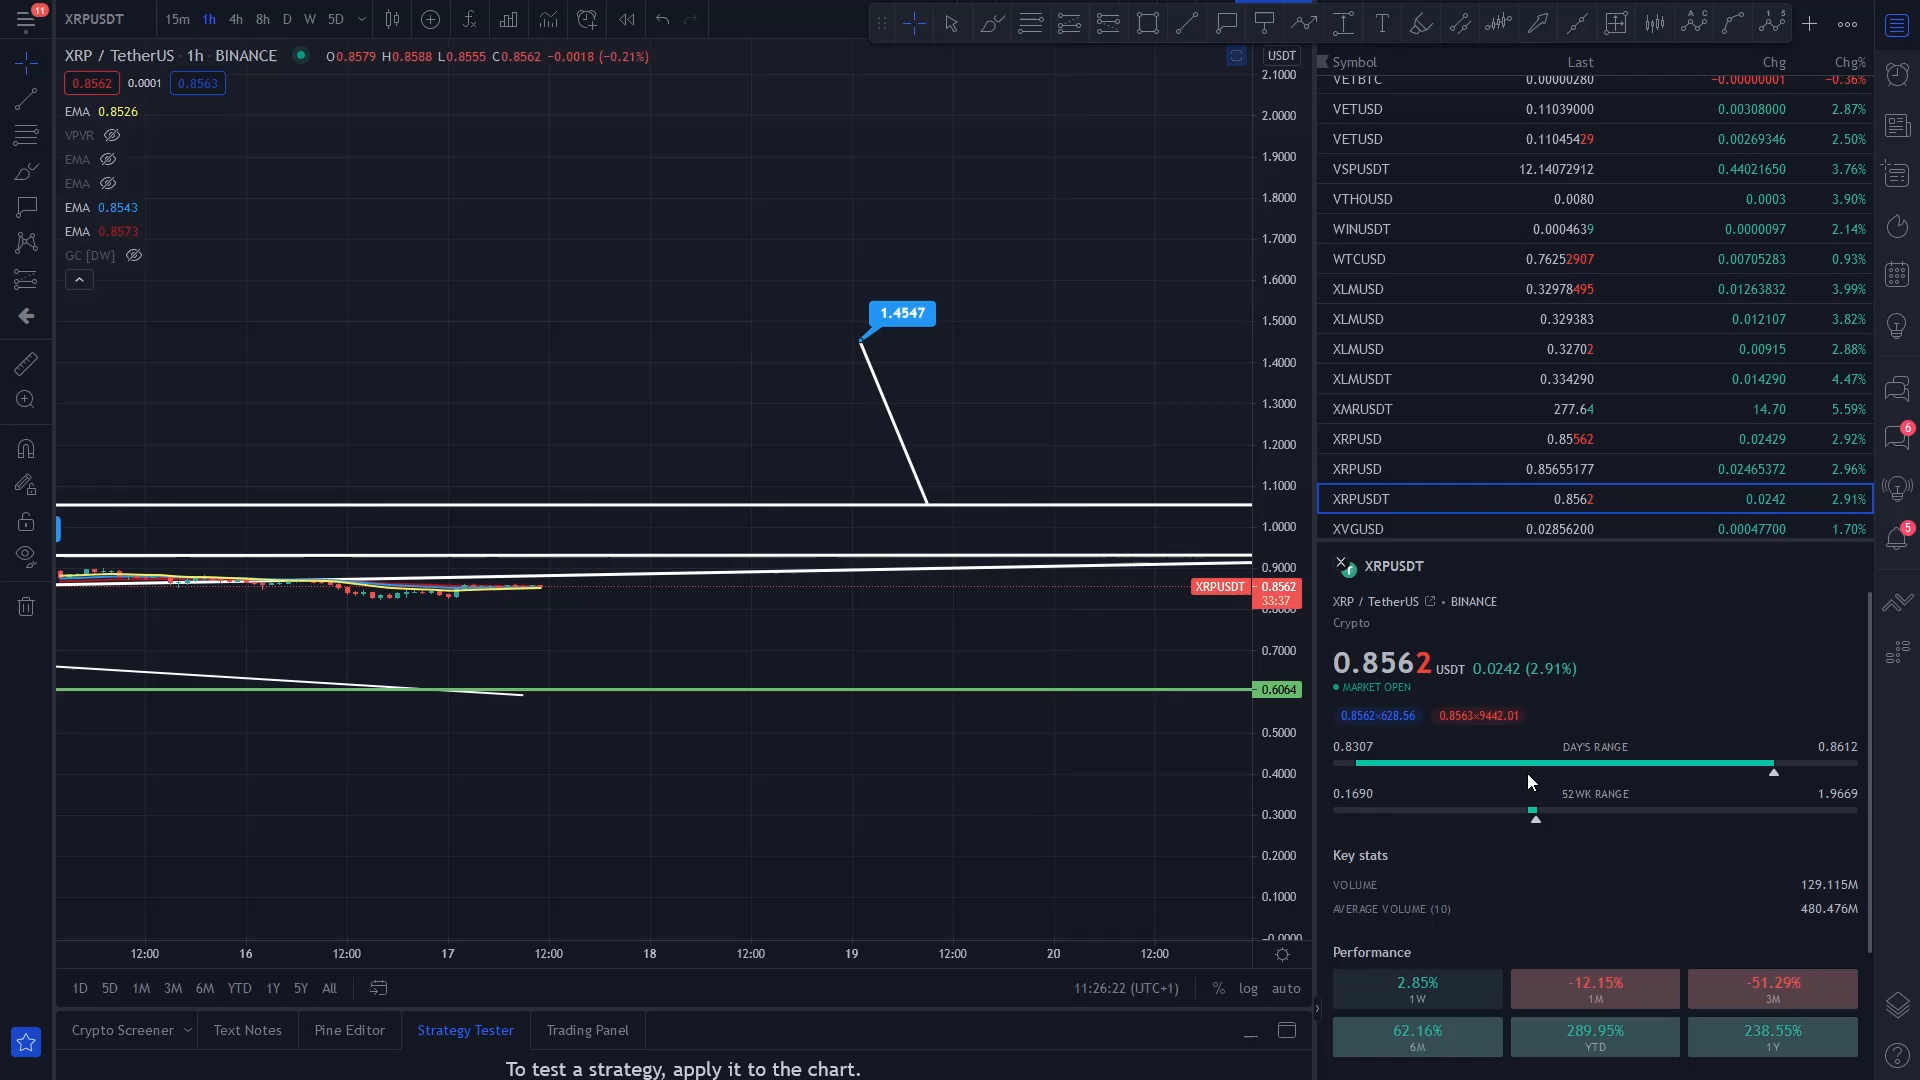 11
XRPUSDT 15m 1h 4h 8h D W 5D
XRP / TetherUS · 1h · BINANCE O0.8579 H0.8588 L0.8555 C0.8562 −0.0018 (−0.21%)
0.8562 0.0001 0.8563
EMA 0.8526
VPVR
EMA
EMA
EMA 0.8543
EMA 0.8573
GC [DW]
1.4547
USDT
2.1000
2.0000
1.9000
1.8000
1.7000
1.6000
1.5000
1.4000
1.3000
1.2000
1.1000
1.0000
0.9000
XRPUSDT 0.8562
33:37
0.8000
0.7000
0.6064
0.5000
0.4000
0.3000
0.2000
0.1000
−0.0000
12:00 16 12:00 17 12:00 18 12:00 19 12:00 20 12:00
1D 5D 1M 3M 6M YTD 1Y 5Y All 11:26:22 (UTC+1) % log auto
Crypto Screener Text Notes Pine Editor Strategy Tester Trading Panel
To test a strategy, apply it to the chart.
Symbol Last Chg Chg%
VETBTC 0.00000280 −0.00000001 −0.36%
VETUSD 0.11039000 0.00308000 2.87%
VETUSD 0.11045429 0.00269346 2.50%
VSPUSDT 12.14072912 0.44021650 3.76%
VTHOUSD 0.0080 0.0003 3.90%
WINUSDT 0.0004639 0.0000097 2.14%
WTCUSD 0.76252907 0.00705283 0.93%
XLMUSD 0.32978495 0.01263832 3.99%
XLMUSD 0.329383 0.012107 3.82%
XLMUSD 0.32702 0.00915 2.88%
XLMUSDT 0.334290 0.014290 4.47%
XMRUSDT 277.64 14.70 5.59%
XRPUSD 0.85562 0.02429 2.92%
XRPUSD 0.85655177 0.02465372 2.96%
XRPUSDT 0.8562 0.0242 2.91%
XVGUSD 0.02856200 0.00047700 1.70%
XRPUSDT
XRP / TetherUS • BINANCE
Crypto
0.8562 USDT 0.0242 (2.91%)
MARKET OPEN
0.8562×628.56 0.8563×9442.01
0.8307 DAY'S RANGE 0.8612
0.1690 52WK RANGE 1.9669
Key stats
VOLUME 129.115M
AVERAGE VOLUME (10) 480.476M
Performance
2.85% -12.15% -51.29%
1W 1M 3M
62.16% 289.95% 238.55%
6M YTD 1Y
6
5